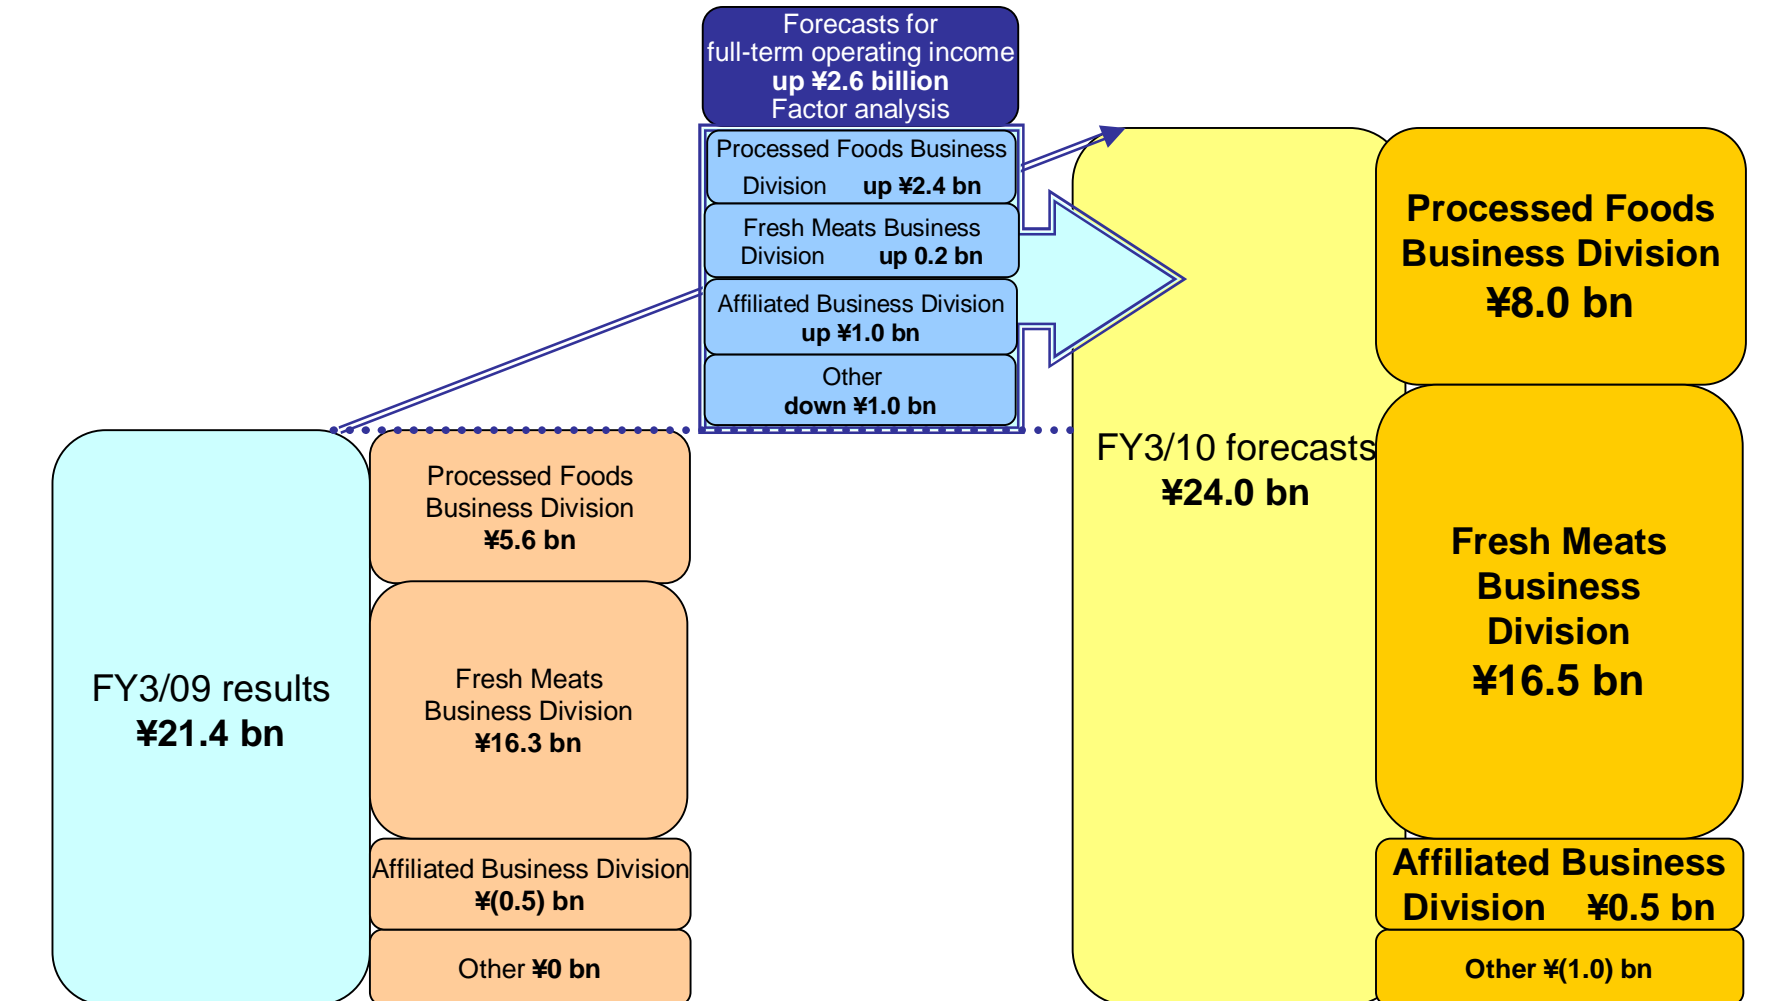 Forecasts for
full-term operating income
up ¥2.6 billion
Factor analysis
Processed Foods Business
Division up ¥2.4 bn
Fresh Meats Business
Division up 0.2 bn
Affiliated Business Division
up ¥1.0 bn
Other
down ¥1.0 bn
FY3/09 results
¥21.4 bn
Processed Foods
Business Division
¥5.6 bn
Fresh Meats
Business Division
¥16.3 bn
Affiliated Business Division
¥(0.5) bn
Other ¥0 bn
FY3/10 forecasts
¥24.0 bn
Processed Foods
Business Division
¥8.0 bn
Fresh Meats
Business
Division
¥16.5 bn
Affiliated Business
Division ¥0.5 bn
Other ¥(1.0) bn